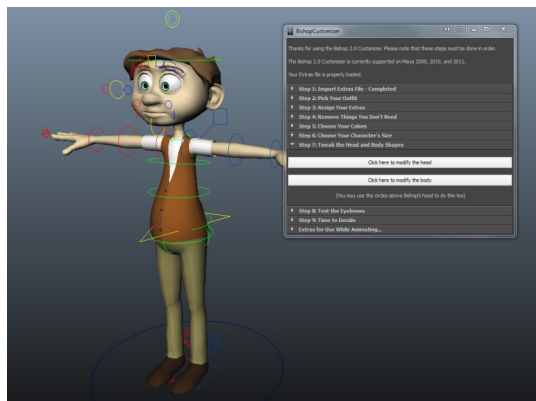 BishopCustomizer
Thanks for using the Bishop 2.0 Customizer. Please note that these steps must be done in order.
The Bishop 2.0 Customizer is currently supported on Maya 2009, 2010, and 2011.
Your Extras file is properly loaded.
Step 1: Import Extras File - Completed
Step 2: Pick Your Outfit
Step 3: Assign Your Extras
Step 4: Remove Things You Don't Need
Step 5: Choose Your Colors
Step 6: Choose Your Character's Size
Step 7: Tweak the Head and Body Shapes
Click here to modify the head
Click here to modify the body
(You may use the circles above Bishop's head to do this too)
Step 8: Test the Eyebrows
Step 9: Time to Decide
Extras for Use While Animating...